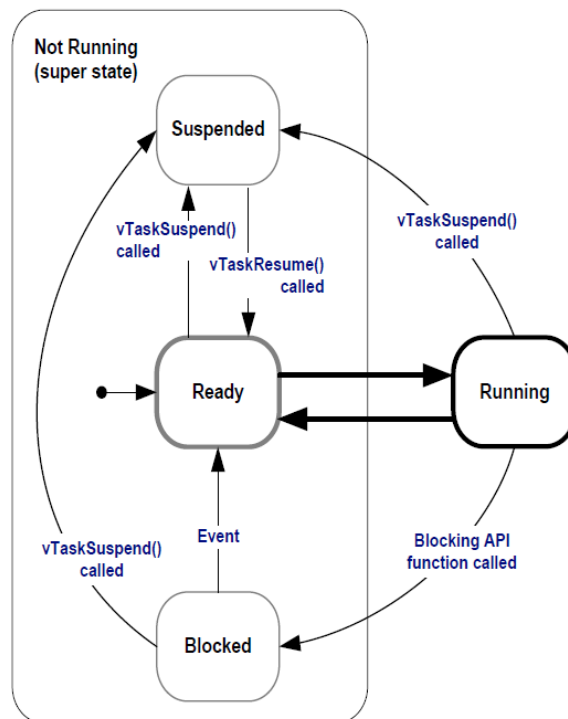 Not Running
(super state)
Suspended
vTaskSuspend()
called
vTaskResume()
called
vTaskSuspend()
called
Ready
Running
Event
vTaskSuspend()
called
Blocking API
function called
Blocked